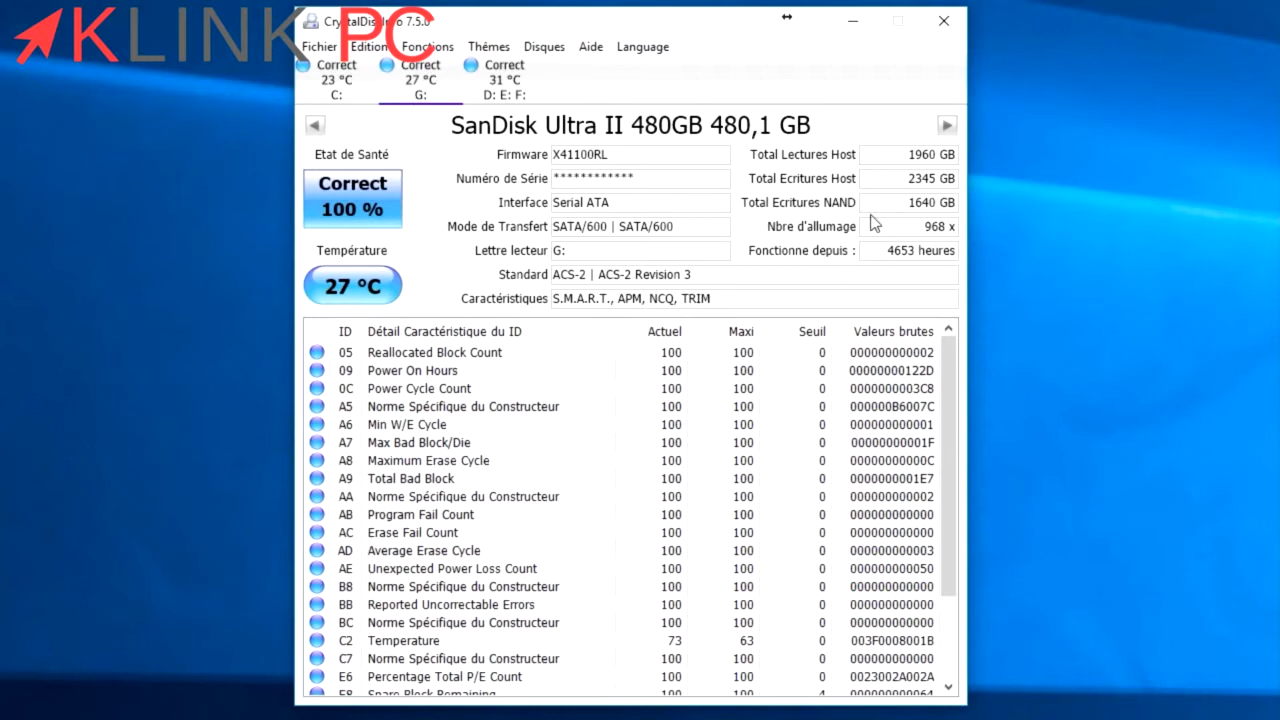 KLINK PC
CrystalDiskInfo 7.5.0
Fichier Edition Fonctions Thèmes Disques Aide Language
Correct Correct Correct
23 °C 27 °C 31 °C
C: G: D: E: F:
SanDisk Ultra II 480GB 480,1 GB
Etat de Santé
Correct
100 %
Température
27 °C
Firmware X41100RL
Numéro de Série ************
Interface Serial ATA
Mode de Transfert SATA/600 | SATA/600
Lettre lecteur G:
Standard ACS-2 | ACS-2 Revision 3
Caractéristiques S.M.A.R.T., APM, NCQ, TRIM
Total Lectures Host 1960 GB
Total Ecritures Host 2345 GB
Total Ecritures NAND 1640 GB
Nbre d'allumage 968 x
Fonctionne depuis : 4653 heures
ID Détail Caractéristique du ID Actuel Maxi Seuil Valeurs brutes
05 Reallocated Block Count 100 100 0 000000000002
09 Power On Hours 100 100 0 00000000122D
0C Power Cycle Count 100 100 0 0000000003C8
A5 Norme Spécifique du Constructeur 100 100 0 000000B6007C
A6 Min W/E Cycle 100 100 0 000000000001
A7 Max Bad Block/Die 100 100 0 00000000001F
A8 Maximum Erase Cycle 100 100 0 00000000000C
A9 Total Bad Block 100 100 0 0000000001E7
AA Norme Spécifique du Constructeur 100 100 0 000000000002
AB Program Fail Count 100 100 0 000000000000
AC Erase Fail Count 100 100 0 000000000000
AD Average Erase Cycle 100 100 0 000000000003
AE Unexpected Power Loss Count 100 100 0 000000000050
B8 Norme Spécifique du Constructeur 100 100 0 000000000000
BB Reported Uncorrectable Errors 100 100 0 000000000000
BC Norme Spécifique du Constructeur 100 100 0 000000000000
C2 Temperature 73 63 0 003F0008001B
C7 Norme Spécifique du Constructeur 100 100 0 000000000000
E6 Percentage Total P/E Count 100 100 0 0023002A002A
E8 Spare Block Remaining 100 100 4 000000000064